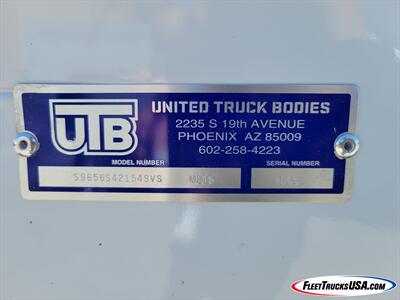 UTB
UNITED TRUCK BODIES
2235 S 19th AVENUE
PHOENIX AZ 85009
602-258-4223
MODEL NUMBER
SERIAL NUMBER
S9656S421549VS
FLEETTRUCKSUSA.COM